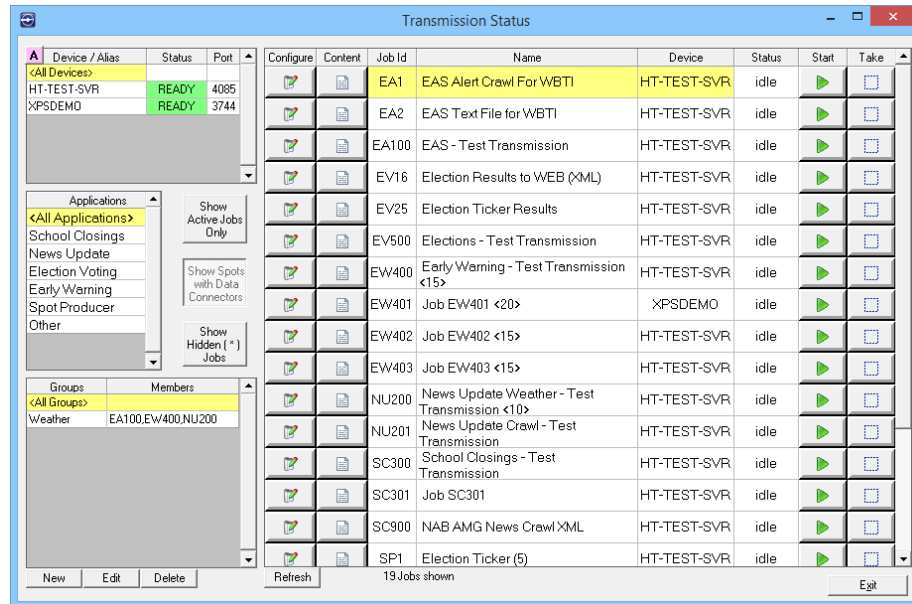 Transmission Status
A Device / Alias Status Port
<All Devices>
HT-TEST-SVR READY 4085
XPSDEMO READY 3744
Applications
<All Applications>
School Closings
News Update
Election Voting
Early Warning
Spot Producer
Other
Show
Active Jobs
Only
Show Spots
with Data
Connectors
Show
Hidden ( * )
Jobs
Groups Members
<All Groups>
Weather EA100,EW400,NU200
New Edit Delete
Configure Content Job Id Name Device Status Start Take
EA1 EAS Alert Crawl For WBTI HT-TEST-SVR idle
EA2 EAS Text File for WBTI HT-TEST-SVR idle
EA100 EAS - Test Transmission HT-TEST-SVR idle
EV16 Election Results to WEB (XML) HT-TEST-SVR idle
EV25 Election Ticker Results HT-TEST-SVR idle
EV500 Elections - Test Transmission HT-TEST-SVR idle
EW400 Early Warning - Test Transmission
<15> HT-TEST-SVR idle
EW401 Job EW401 <20> XPSDEMO idle
EW402 Job EW402 <15> HT-TEST-SVR idle
EW403 Job EW403 <15> HT-TEST-SVR idle
NU200 News Update Weather - Test
Transmission <10> HT-TEST-SVR idle
NU201 News Update Crawl - Test
Transmission HT-TEST-SVR idle
SC300 School Closings - Test
Transmission HT-TEST-SVR idle
SC301 Job SC301 HT-TEST-SVR idle
SC900 NAB AMG News Crawl XML HT-TEST-SVR idle
SP1 Election Ticker (5) HT-TEST-SVR idle
Refresh 19 Jobs shown
Exit